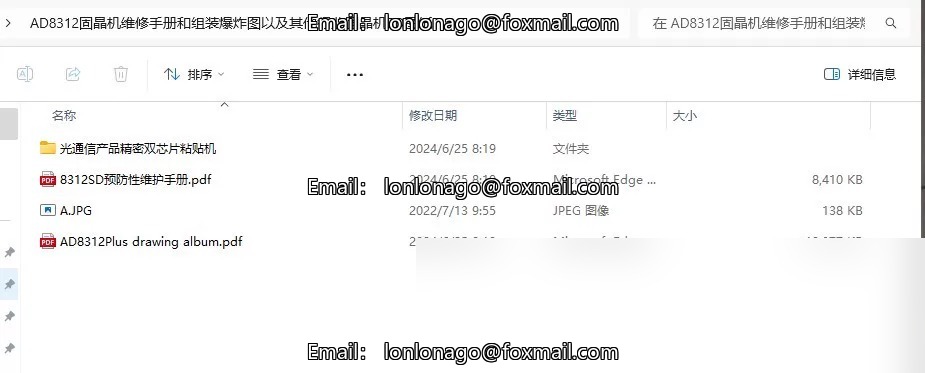 AD8312固晶机维修手册和组装爆炸图以及其
Email： lonlonago@foxmail.com
在 AD8312固晶机维修手册和组装爆
排序 查看 ··· 详细信息
名称 修改日期 类型 大小
光通信产品精密双芯片粘贴机 2024/6/25 8:19 文件夹
8312SD预防性维护手册.pdf 2024/6/25 8:19 Microsoft Edge ... 8,410 KB
Email： lonlonago@foxmail.com
A.JPG 2022/7/13 9:55 JPEG 图像 138 KB
AD8312Plus drawing album.pdf
Email： lonlonago@foxmail.com